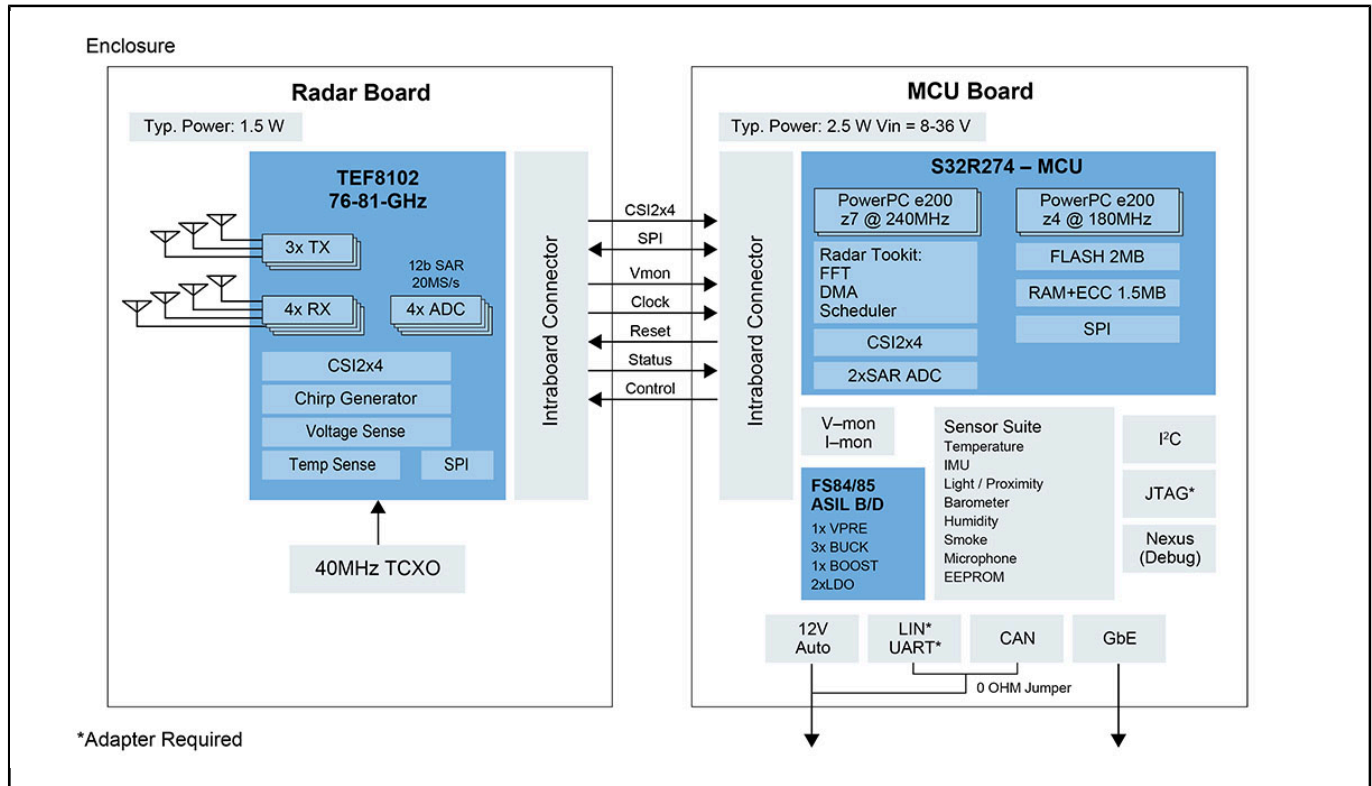 Enclosure
Radar Board
Typ. Power: 1.5 W
TEF8102
76-81-GHz
3x TX
12b SAR
20MS/s
4x RX
4x ADC
CSI2x4
Chirp Generator
Voltage Sense
Temp Sense
SPI
40MHz TCXO
Intraboard Connector
CSI2x4
SPI
Vmon
Clock
Reset
Status
Control
MCU Board
Typ. Power: 2.5 W Vin = 8-36 V
Intraboard Connector
S32R274 – MCU
PowerPC e200
z7 @ 240MHz
PowerPC e200
z4 @ 180MHz
Radar Tookit:
FFT
DMA
Scheduler
FLASH 2MB
RAM+ECC 1.5MB
SPI
CSI2x4
2xSAR ADC
V–mon
I–mon
FS84/85
ASIL B/D
1x VPRE
3x BUCK
1x BOOST
2xLDO
Sensor Suite
Temperature
IMU
Light / Proximity
Barometer
Humidity
Smoke
Microphone
EEPROM
I²C
JTAG*
Nexus
(Debug)
12V
Auto
LIN*
UART*
CAN
GbE
0 OHM Jumper
*Adapter Required